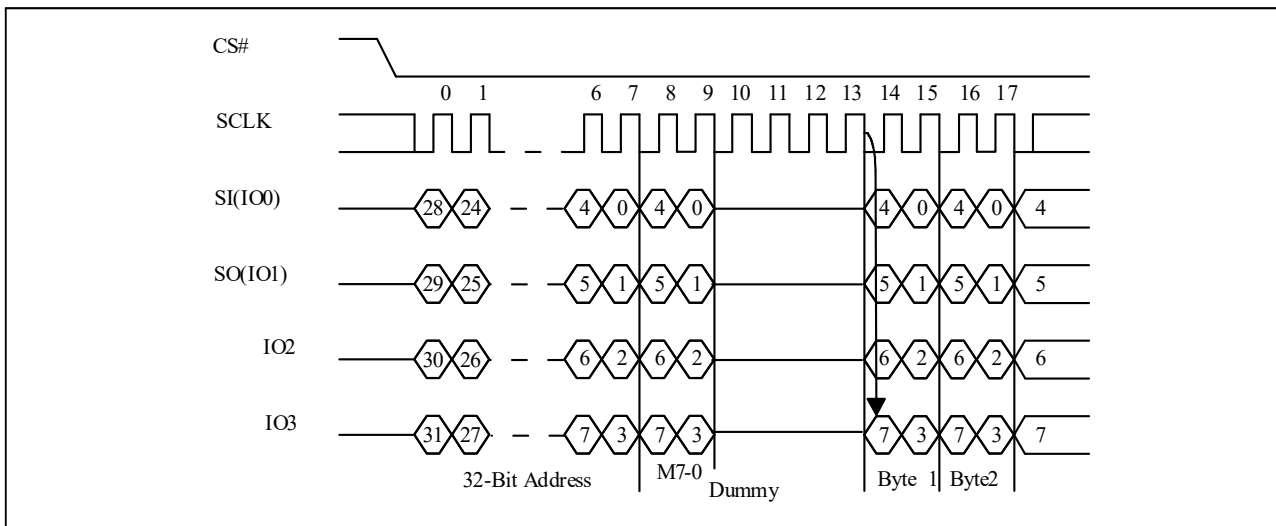 CS#
0 1 6 7 8 9 10 11 12 13 14 15 16 17
SCLK
SI(IO0) 28 24 4 0 4 0 4 0 4 0 4
SO(IO1) 29 25 5 1 5 1 5 1 5 1 5
IO2 30 26 6 2 6 2 6 2 6 2 6
IO3 31 27 7 3 7 3 7 3 7 3 7
32-Bit Address M7-0 Dummy Byte 1 Byte2